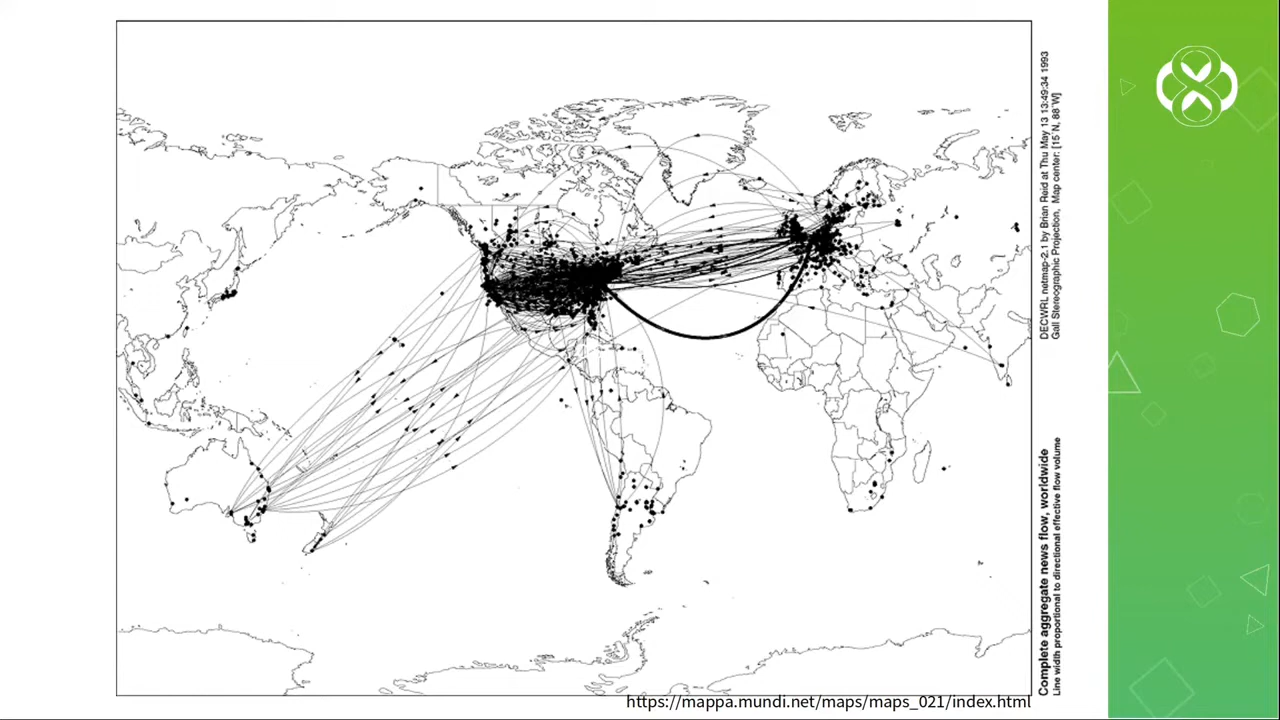 DECWRL netmap-2.1 by Brian Reid at Thu May 13 13:49:34 1993
Gall Stereographic Projection, Map center: [15°N, 88°W]
Complete aggregate news flow, worldwide
Line width proportional to directional effective flow volume
https://mappa.mundi.net/maps/maps_021/index.html